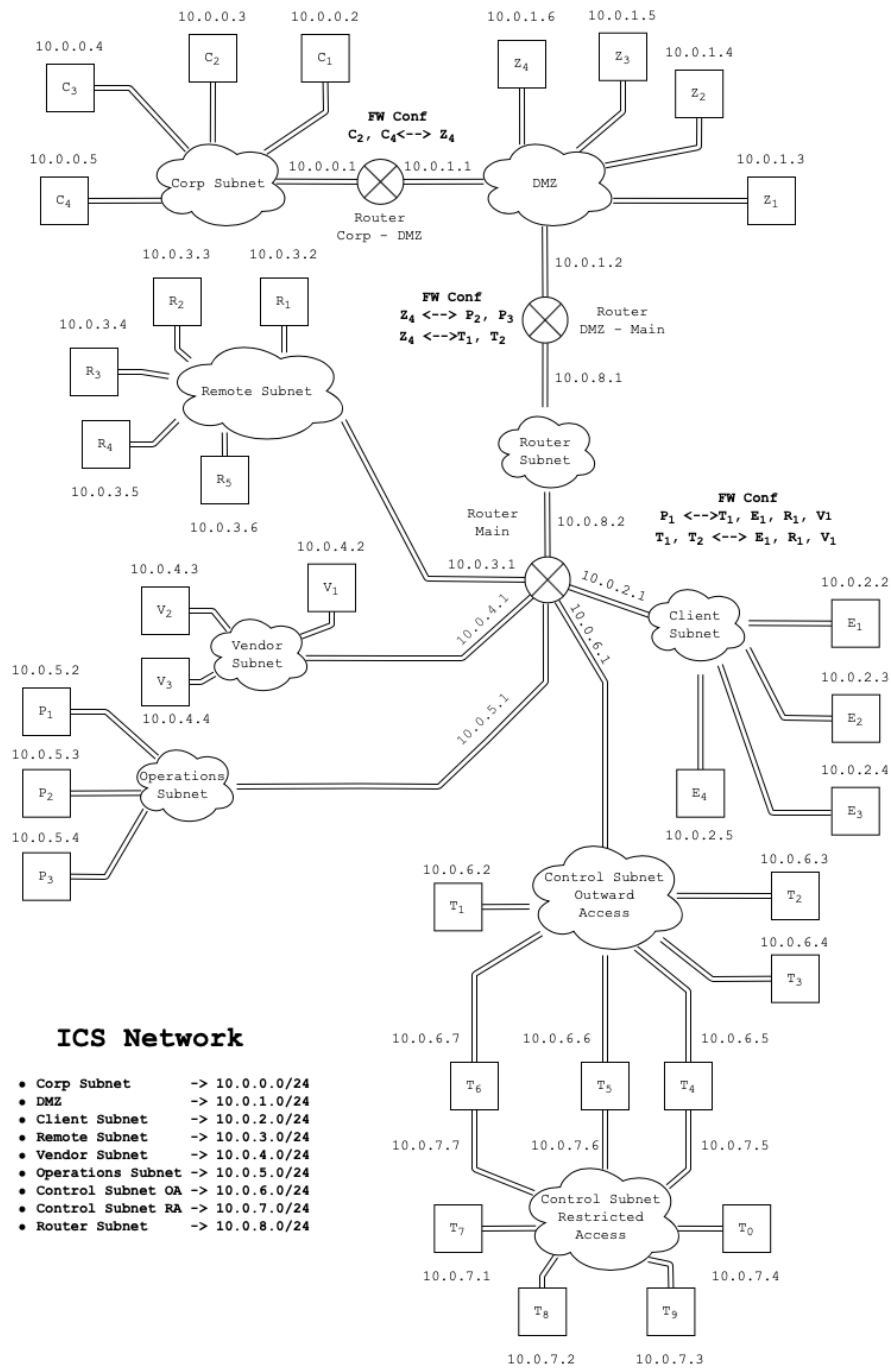 10.0.0.4
10.0.0.3
10.0.0.2
10.0.1.6
10.0.1.5
10.0.1.4
C3
C2
C1
Z4
Z3
Z2
FW Conf
C2, C4<--> Z4
10.0.0.5
10.0.1.3
C4
Corp Subnet
10.0.0.1
10.0.1.1
DMZ
Z1
Router
Corp - DMZ
10.0.3.3
10.0.3.2
10.0.1.2
R2
R1
FW Conf
Z4 <--> P2, P3
Z4 <-->T1, T2
Router
DMZ - Main
10.0.3.4
R3
Remote Subnet
10.0.8.1
R4
R5
10.0.3.5
10.0.3.6
Router
Subnet
Router
Main
10.0.8.2
FW Conf
P1 <-->T1, E1, R1, V1
T1, T2 <--> E1, R1, V1
10.0.4.3
10.0.4.2
10.0.3.1
10.0.2.1
10.0.2.2
V2
V1
10.0.4.1
10.0.6.1
Client
Subnet
E1
Vendor
Subnet
V3
10.0.4.4
10.0.5.1
10.0.2.3
E2
10.0.5.2
P1
10.0.5.3
P2
Operations
Subnet
10.0.5.4
P3
E4
10.0.2.5
10.0.2.4
E3
10.0.6.2
T1
Control Subnet
Outward
Access
10.0.6.3
T2
10.0.6.4
T3
10.0.6.7
10.0.6.6
10.0.6.5
T6
T5
T4
10.0.7.7
10.0.7.6
10.0.7.5
Control Subnet
Restricted
Access
T7
T0
10.0.7.1
10.0.7.4
T8
T9
10.0.7.2
10.0.7.3
ICS Network
• Corp Subnet -> 10.0.0.0/24
• DMZ -> 10.0.1.0/24
• Client Subnet -> 10.0.2.0/24
• Remote Subnet -> 10.0.3.0/24
• Vendor Subnet -> 10.0.4.0/24
• Operations Subnet -> 10.0.5.0/24
• Control Subnet OA -> 10.0.6.0/24
• Control Subnet RA -> 10.0.7.0/24
• Router Subnet -> 10.0.8.0/24